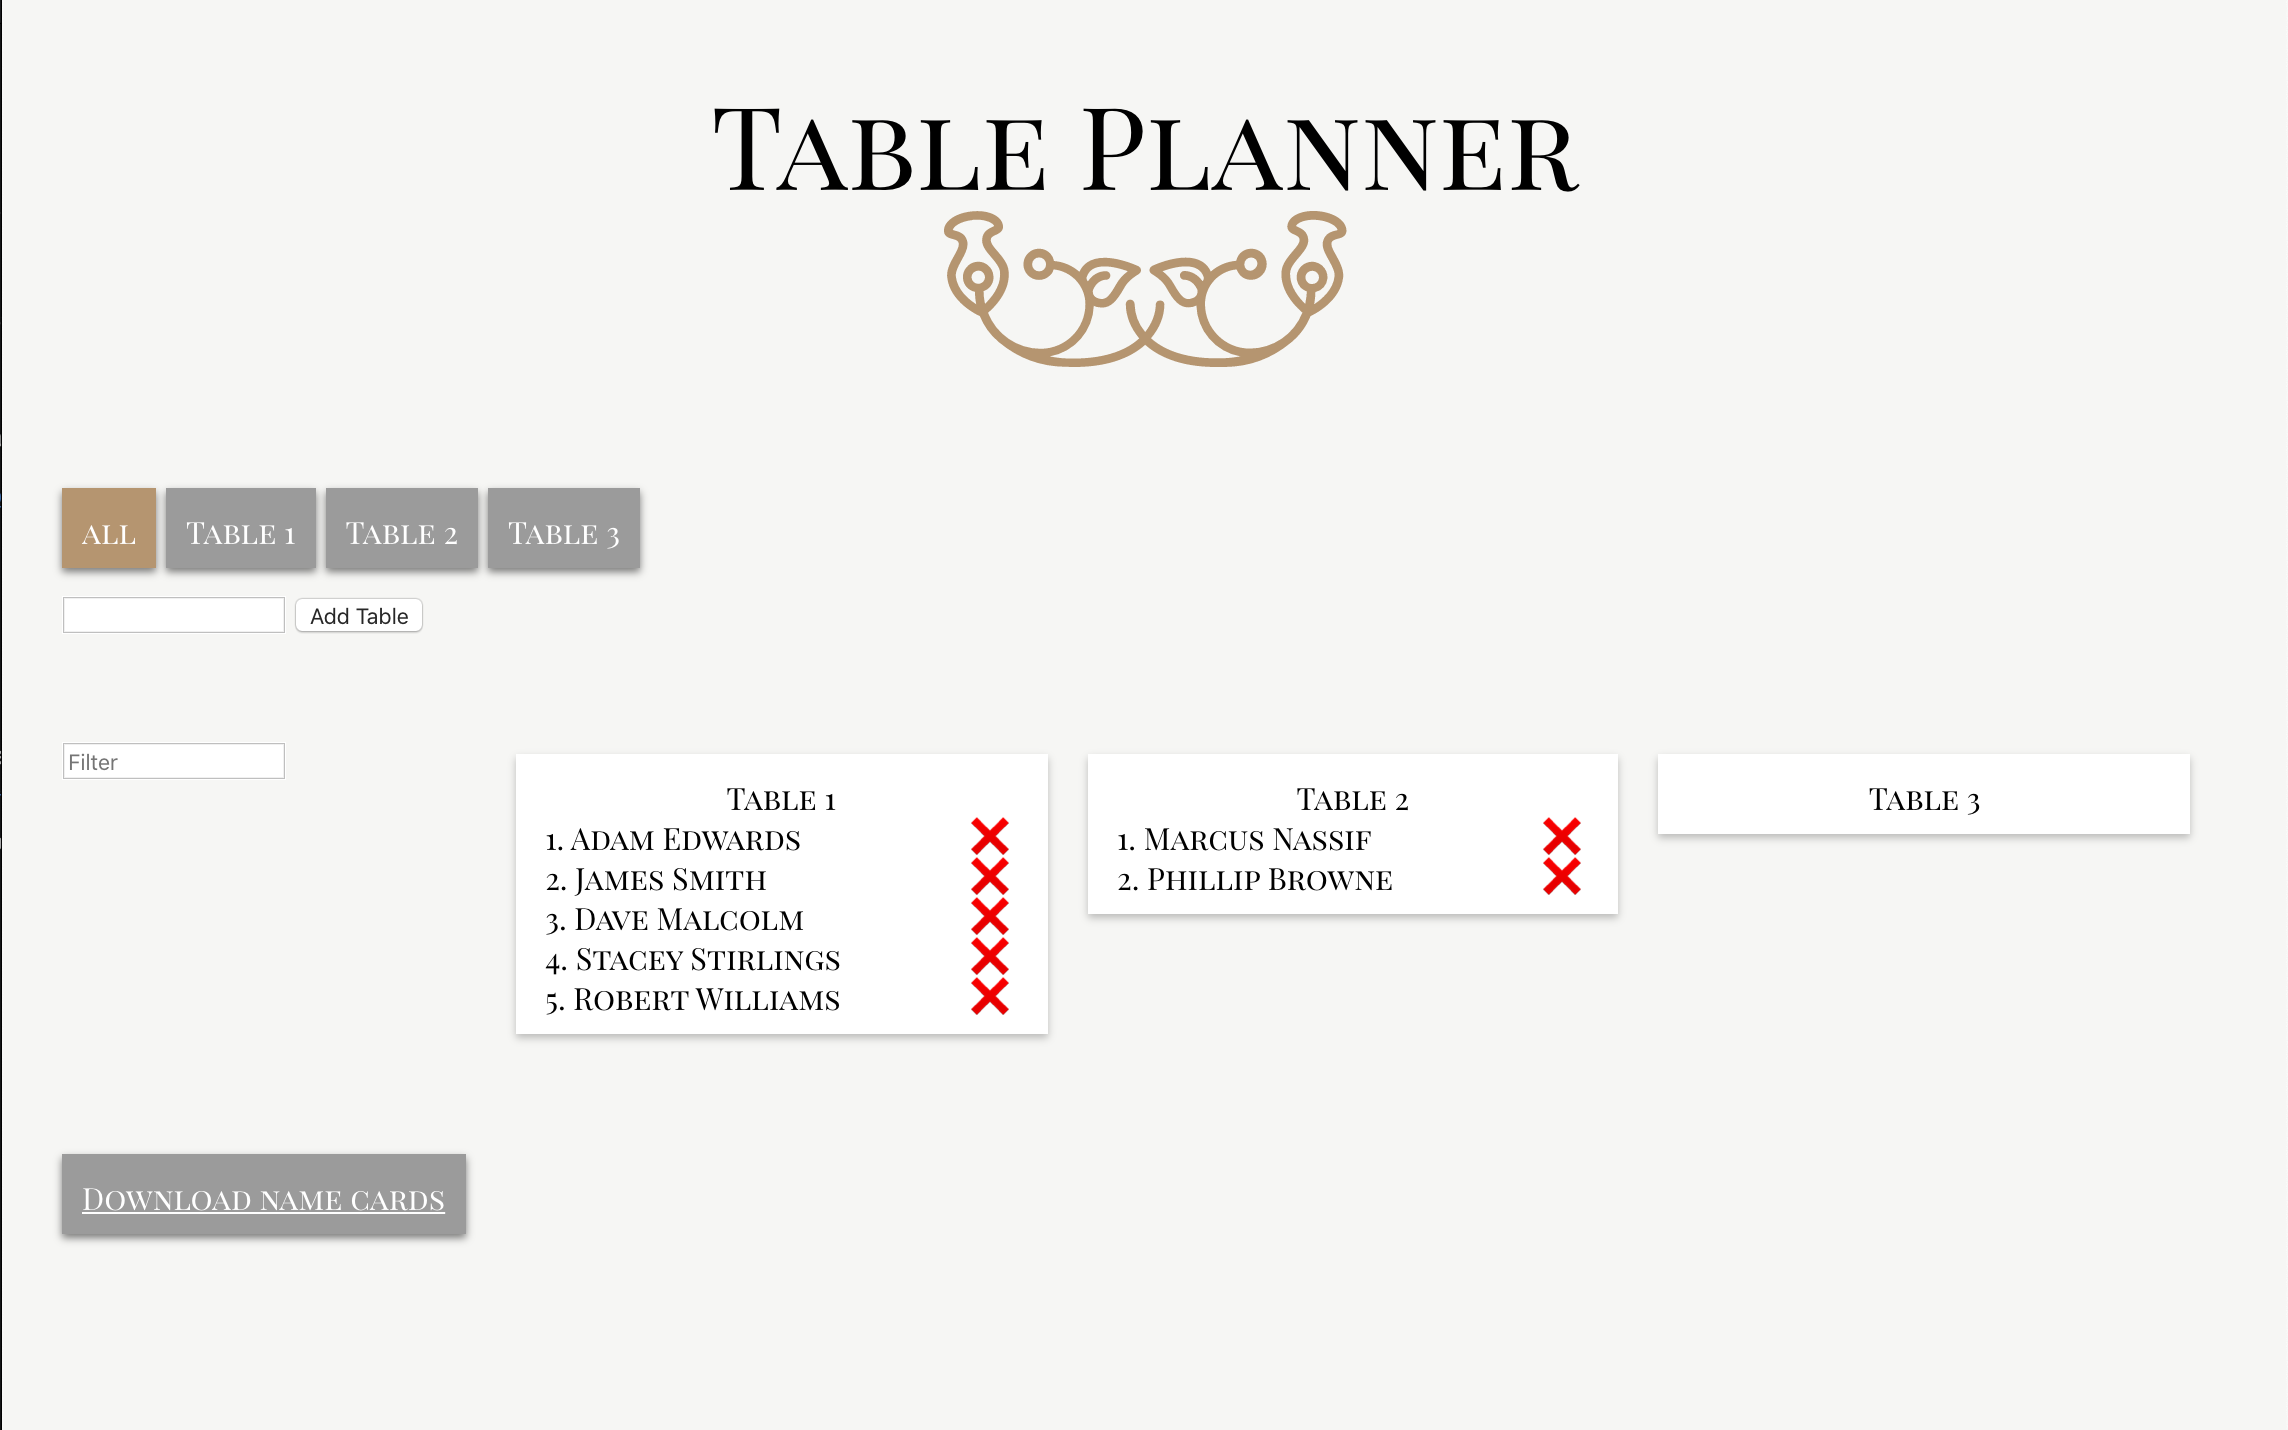 Table Planner
all
Table 1
Table 2
Table 3
Add Table
Filter
Table 1
1. Adam Edwards
2. James Smith
3. Dave Malcolm
4. Stacey Stirlings
5. Robert Williams
Table 2
1. Marcus Nassif
2. Phillip Browne
Table 3
Download name cards